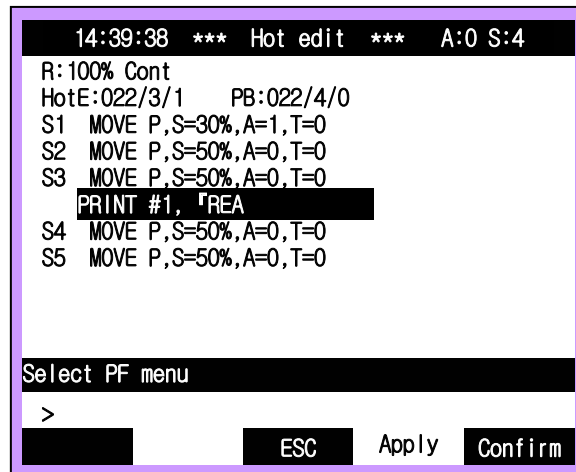 14:39:38 *** Hot edit *** A:0 S:4
R:100% Cont
HotE:022/3/1 PB:022/4/0
S1 MOVE P,S=30%,A=1,T=0
S2 MOVE P,S=50%,A=0,T=0
S3 MOVE P,S=50%,A=0,T=0
PRINT #1, 『REA
S4 MOVE P,S=50%,A=0,T=0
S5 MOVE P,S=50%,A=0,T=0
Select PF menu
>
ESC Apply Confirm